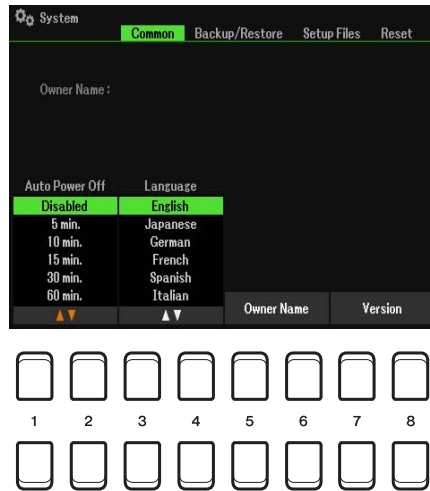 System
Common Backup/Restore Setup Files Reset
Owner Name :
Auto Power Off Language
Disabled English
5 min. Japanese
10 min. German
15 min. French
30 min. Spanish
60 min. Italian
Owner Name Version
1 2 3 4 5 6 7 8